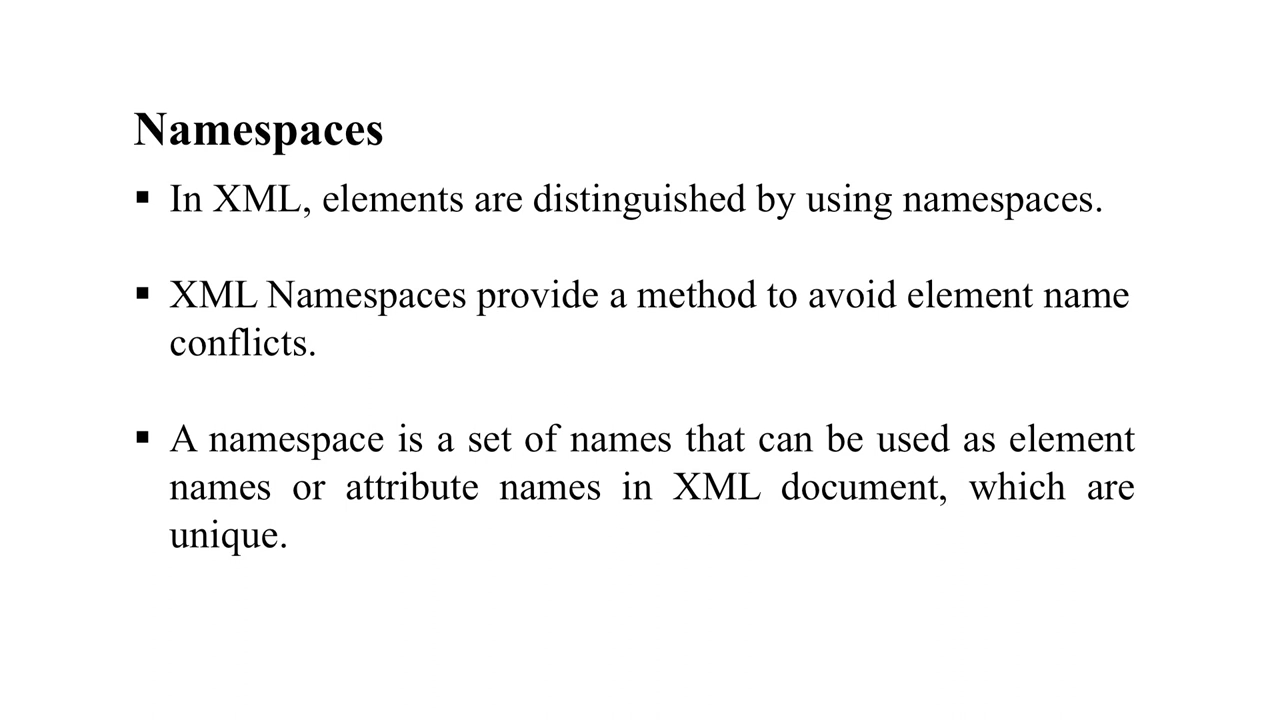 Namespaces
▪ In XML, elements are distinguished by using namespaces.
▪ XML Namespaces provide a method to avoid element name
conflicts.
▪ A namespace is a set of names that can be used as element
names or attribute names in XML document, which are
unique.